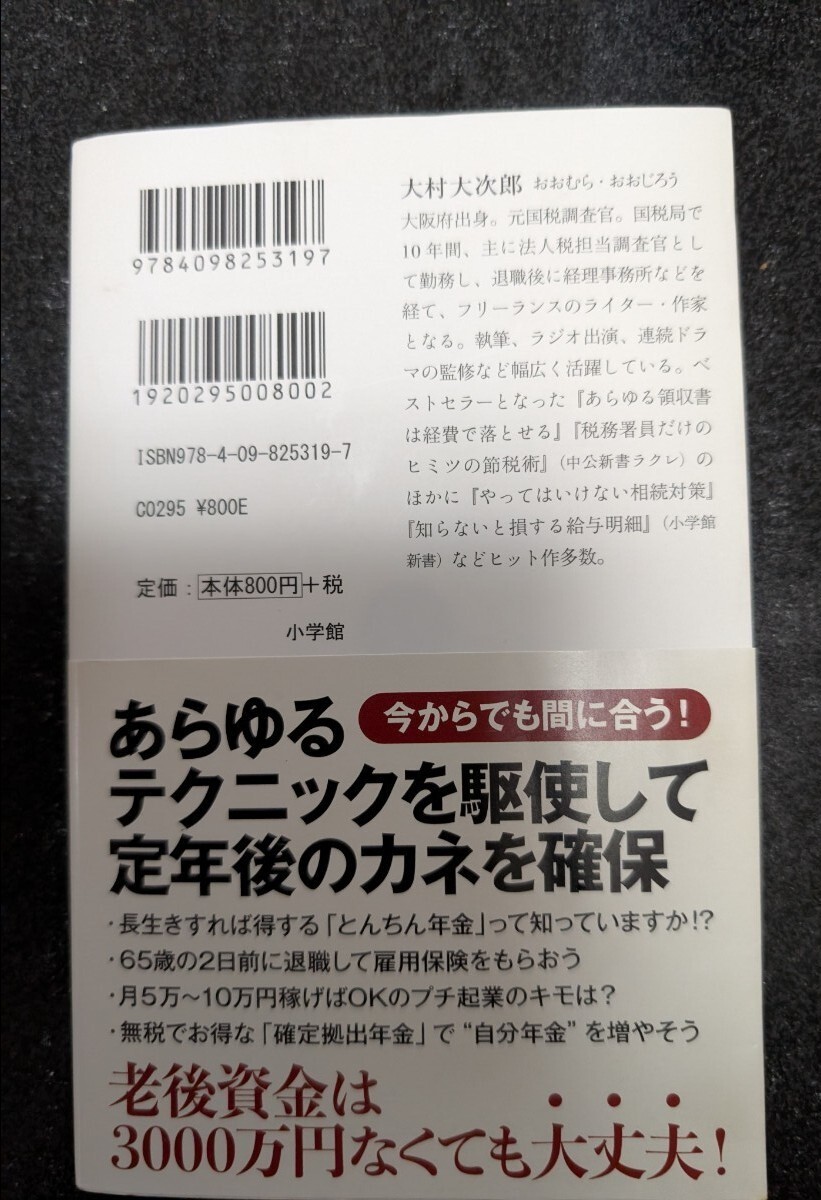 9784098253197
1920295008002
ISBN978-4-09-825319-7
C0295 ¥800E
定価：本体800円＋税
小学館
大村大次郎 おおむら・おおじろう
大阪府出身。元国税調査官。国税局で
10年間、主に法人税担当調査官とし
て勤務し、退職後に経理事務所などを
経て、フリーランスのライター・作家
となる。執筆、ラジオ出演、連続ドラ
マの監修など幅広く活躍している。ベ
ストセラーとなった『あらゆる領収書
は経費で落とせる』『税務署員だけの
ヒミツの節税術』（中公新書ラクレ）の
ほかに『やってはいけない相続対策』
『知らないと損する給与明細』（小学館
新書）などヒット作多数。
今からでも間に合う！
あらゆる
テクニックを駆使して
定年後のカネを確保
・長生きすれば得する「とんちん年金」って知っていますか!?
・65歳の2日前に退職して雇用保険をもらおう
・月5万～10万円稼げばOKのプチ起業のキモは？
・無税でお得な「確定拠出年金」で“自分年金”を増やそう
老後資金は
3000万円なくても大丈夫！